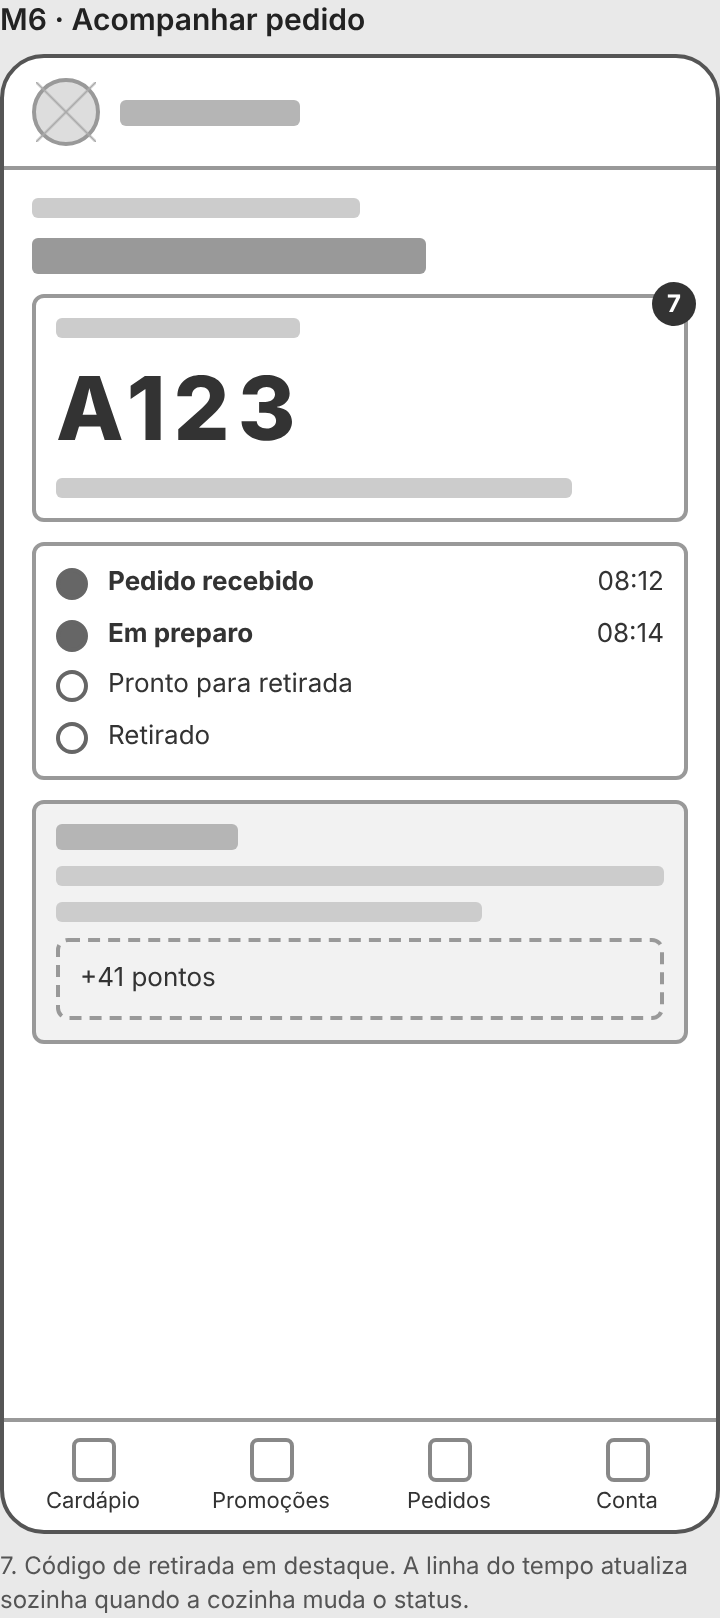 M6 · Acompanhar pedido
7
A123
Pedido recebido 08:12
Em preparo 08:14
Pronto para retirada
Retirado
+41 pontos
Cardápio Promoções Pedidos Conta
7. Código de retirada em destaque. A linha do tempo atualiza
sozinha quando a cozinha muda o status.